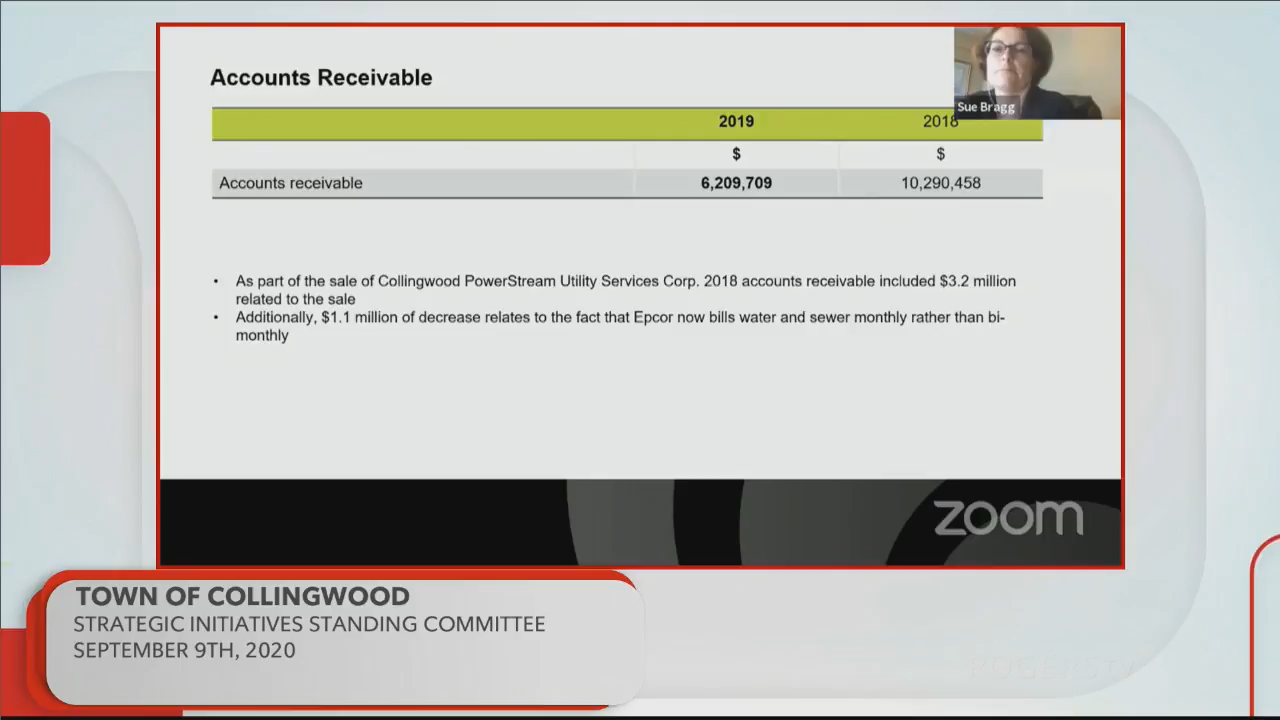 Accounts Receivable
Sue Bragg
2019 2018
$ $
Accounts receivable 6,209,709 10,290,458
• As part of the sale of Collingwood PowerStream Utility Services Corp. 2018 accounts receivable included $3.2 million
related to the sale
• Additionally, $1.1 million of decrease relates to the fact that Epcor now bills water and sewer monthly rather than bi-
monthly
zoom
TOWN OF COLLINGWOOD
STRATEGIC INITIATIVES STANDING COMMITTEE
SEPTEMBER 9TH, 2020
ROGERStv